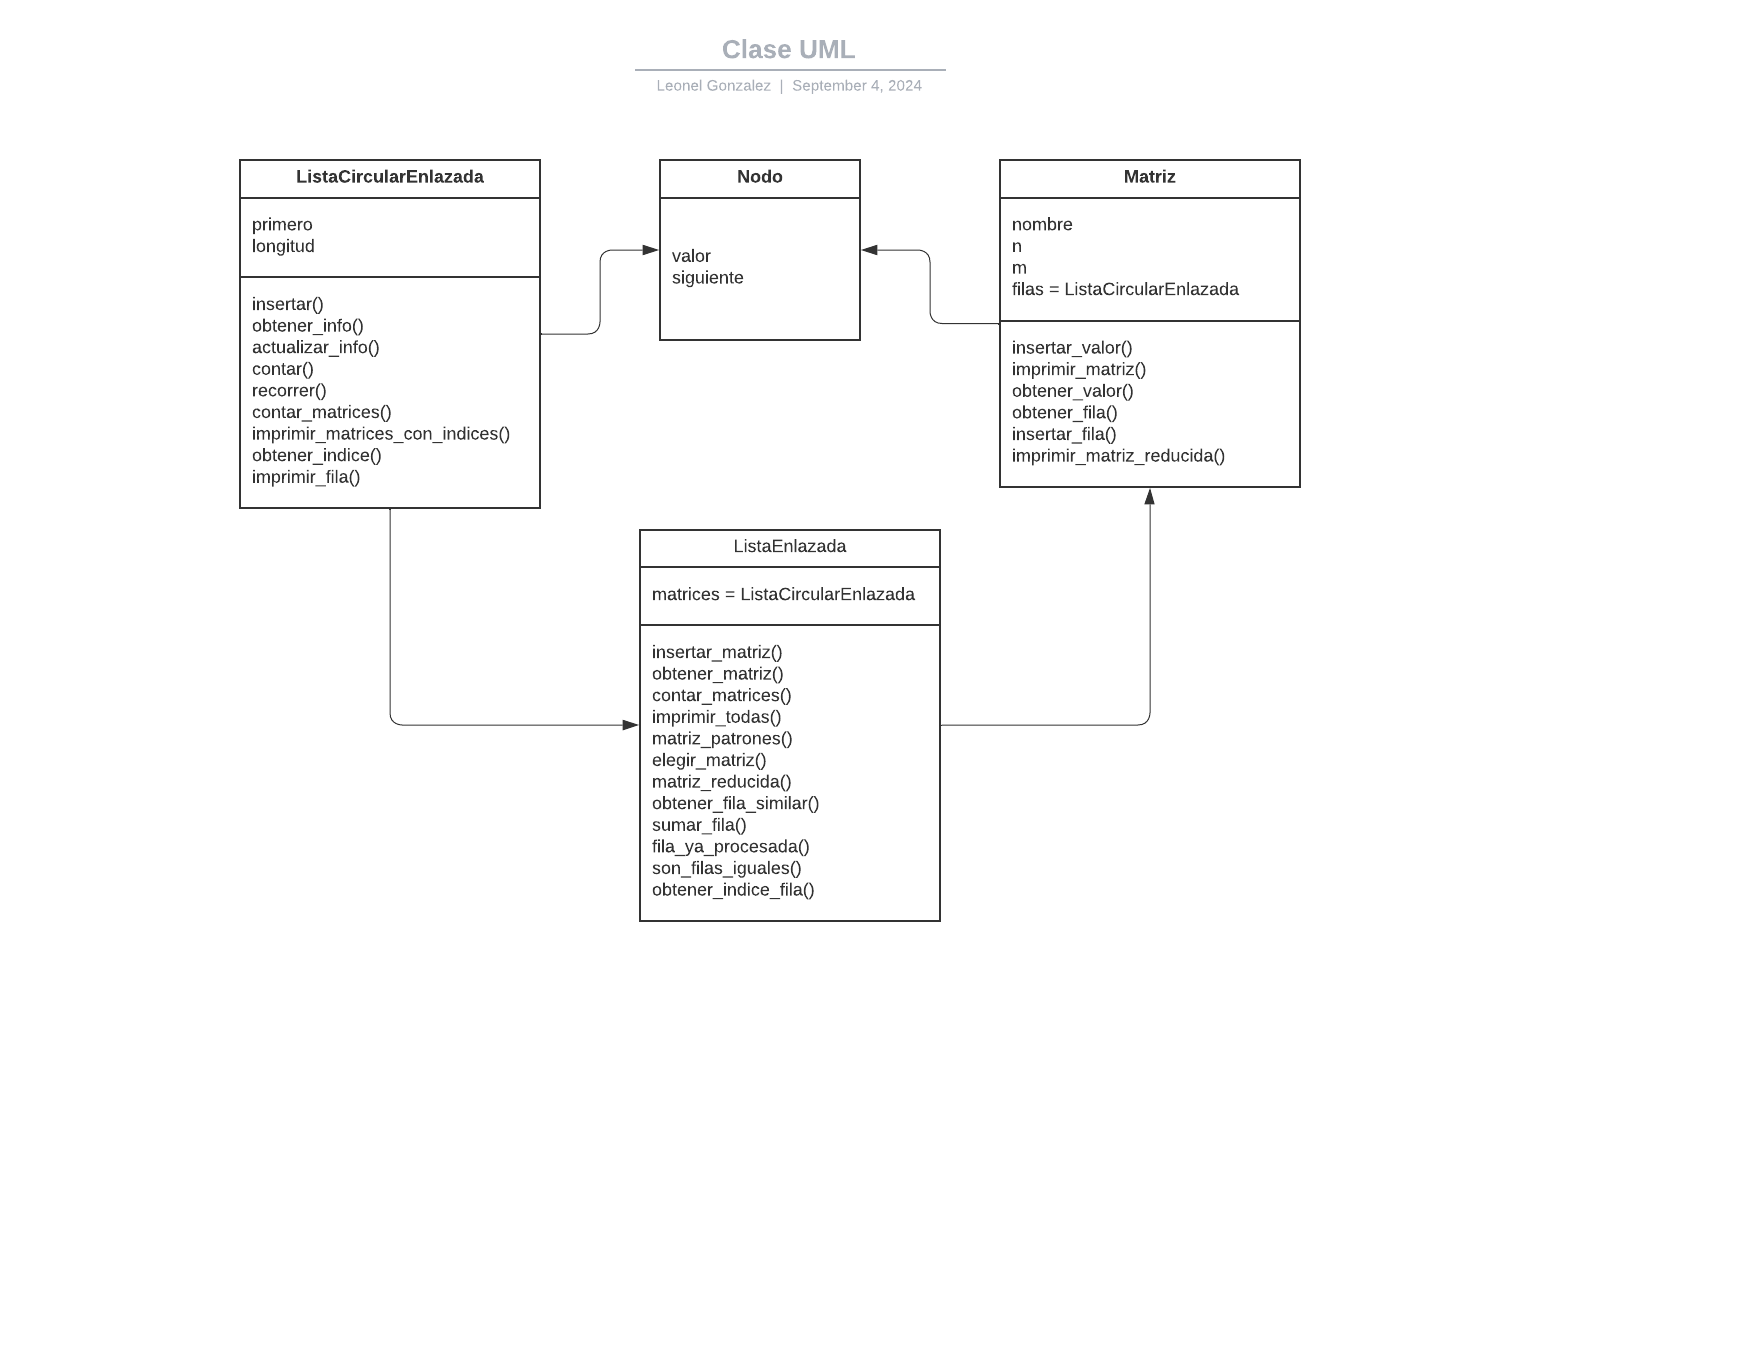 Clase UML
Leonel Gonzalez | September 4, 2024
ListaCircularEnlazada
primero
longitud
insertar()
obtener_info()
actualizar_info()
contar()
recorrer()
contar_matrices()
imprimir_matrices_con_indices()
obtener_indice()
imprimir_fila()
Nodo
valor
siguiente
Matriz
nombre
n
m
filas = ListaCircularEnlazada
insertar_valor()
imprimir_matriz()
obtener_valor()
obtener_fila()
insertar_fila()
imprimir_matriz_reducida()
ListaEnlazada
matrices = ListaCircularEnlazada
insertar_matriz()
obtener_matriz()
contar_matrices()
imprimir_todas()
matriz_patrones()
elegir_matriz()
matriz_reducida()
obtener_fila_similar()
sumar_fila()
fila_ya_procesada()
son_filas_iguales()
obtener_indice_fila()